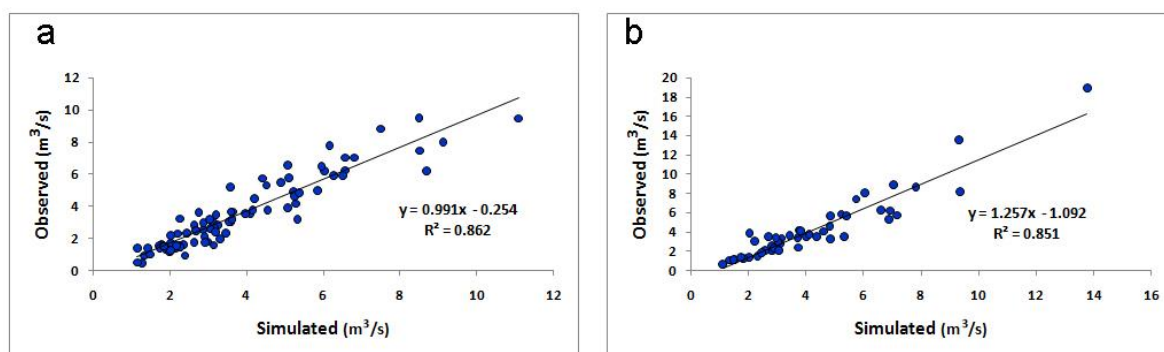 a
12
10
8
6
4
2
0
Observed (m³/s)
y = 0.991x - 0.254
R² = 0.862
0 2 4 6 8 10 12
Simulated (m³/s)
b
20
18
16
14
12
10
8
6
4
2
0
Observed (m³/s)
y = 1.257x - 1.092
R² = 0.851
0 2 4 6 8 10 12 14 16
Simulated (m³/s)